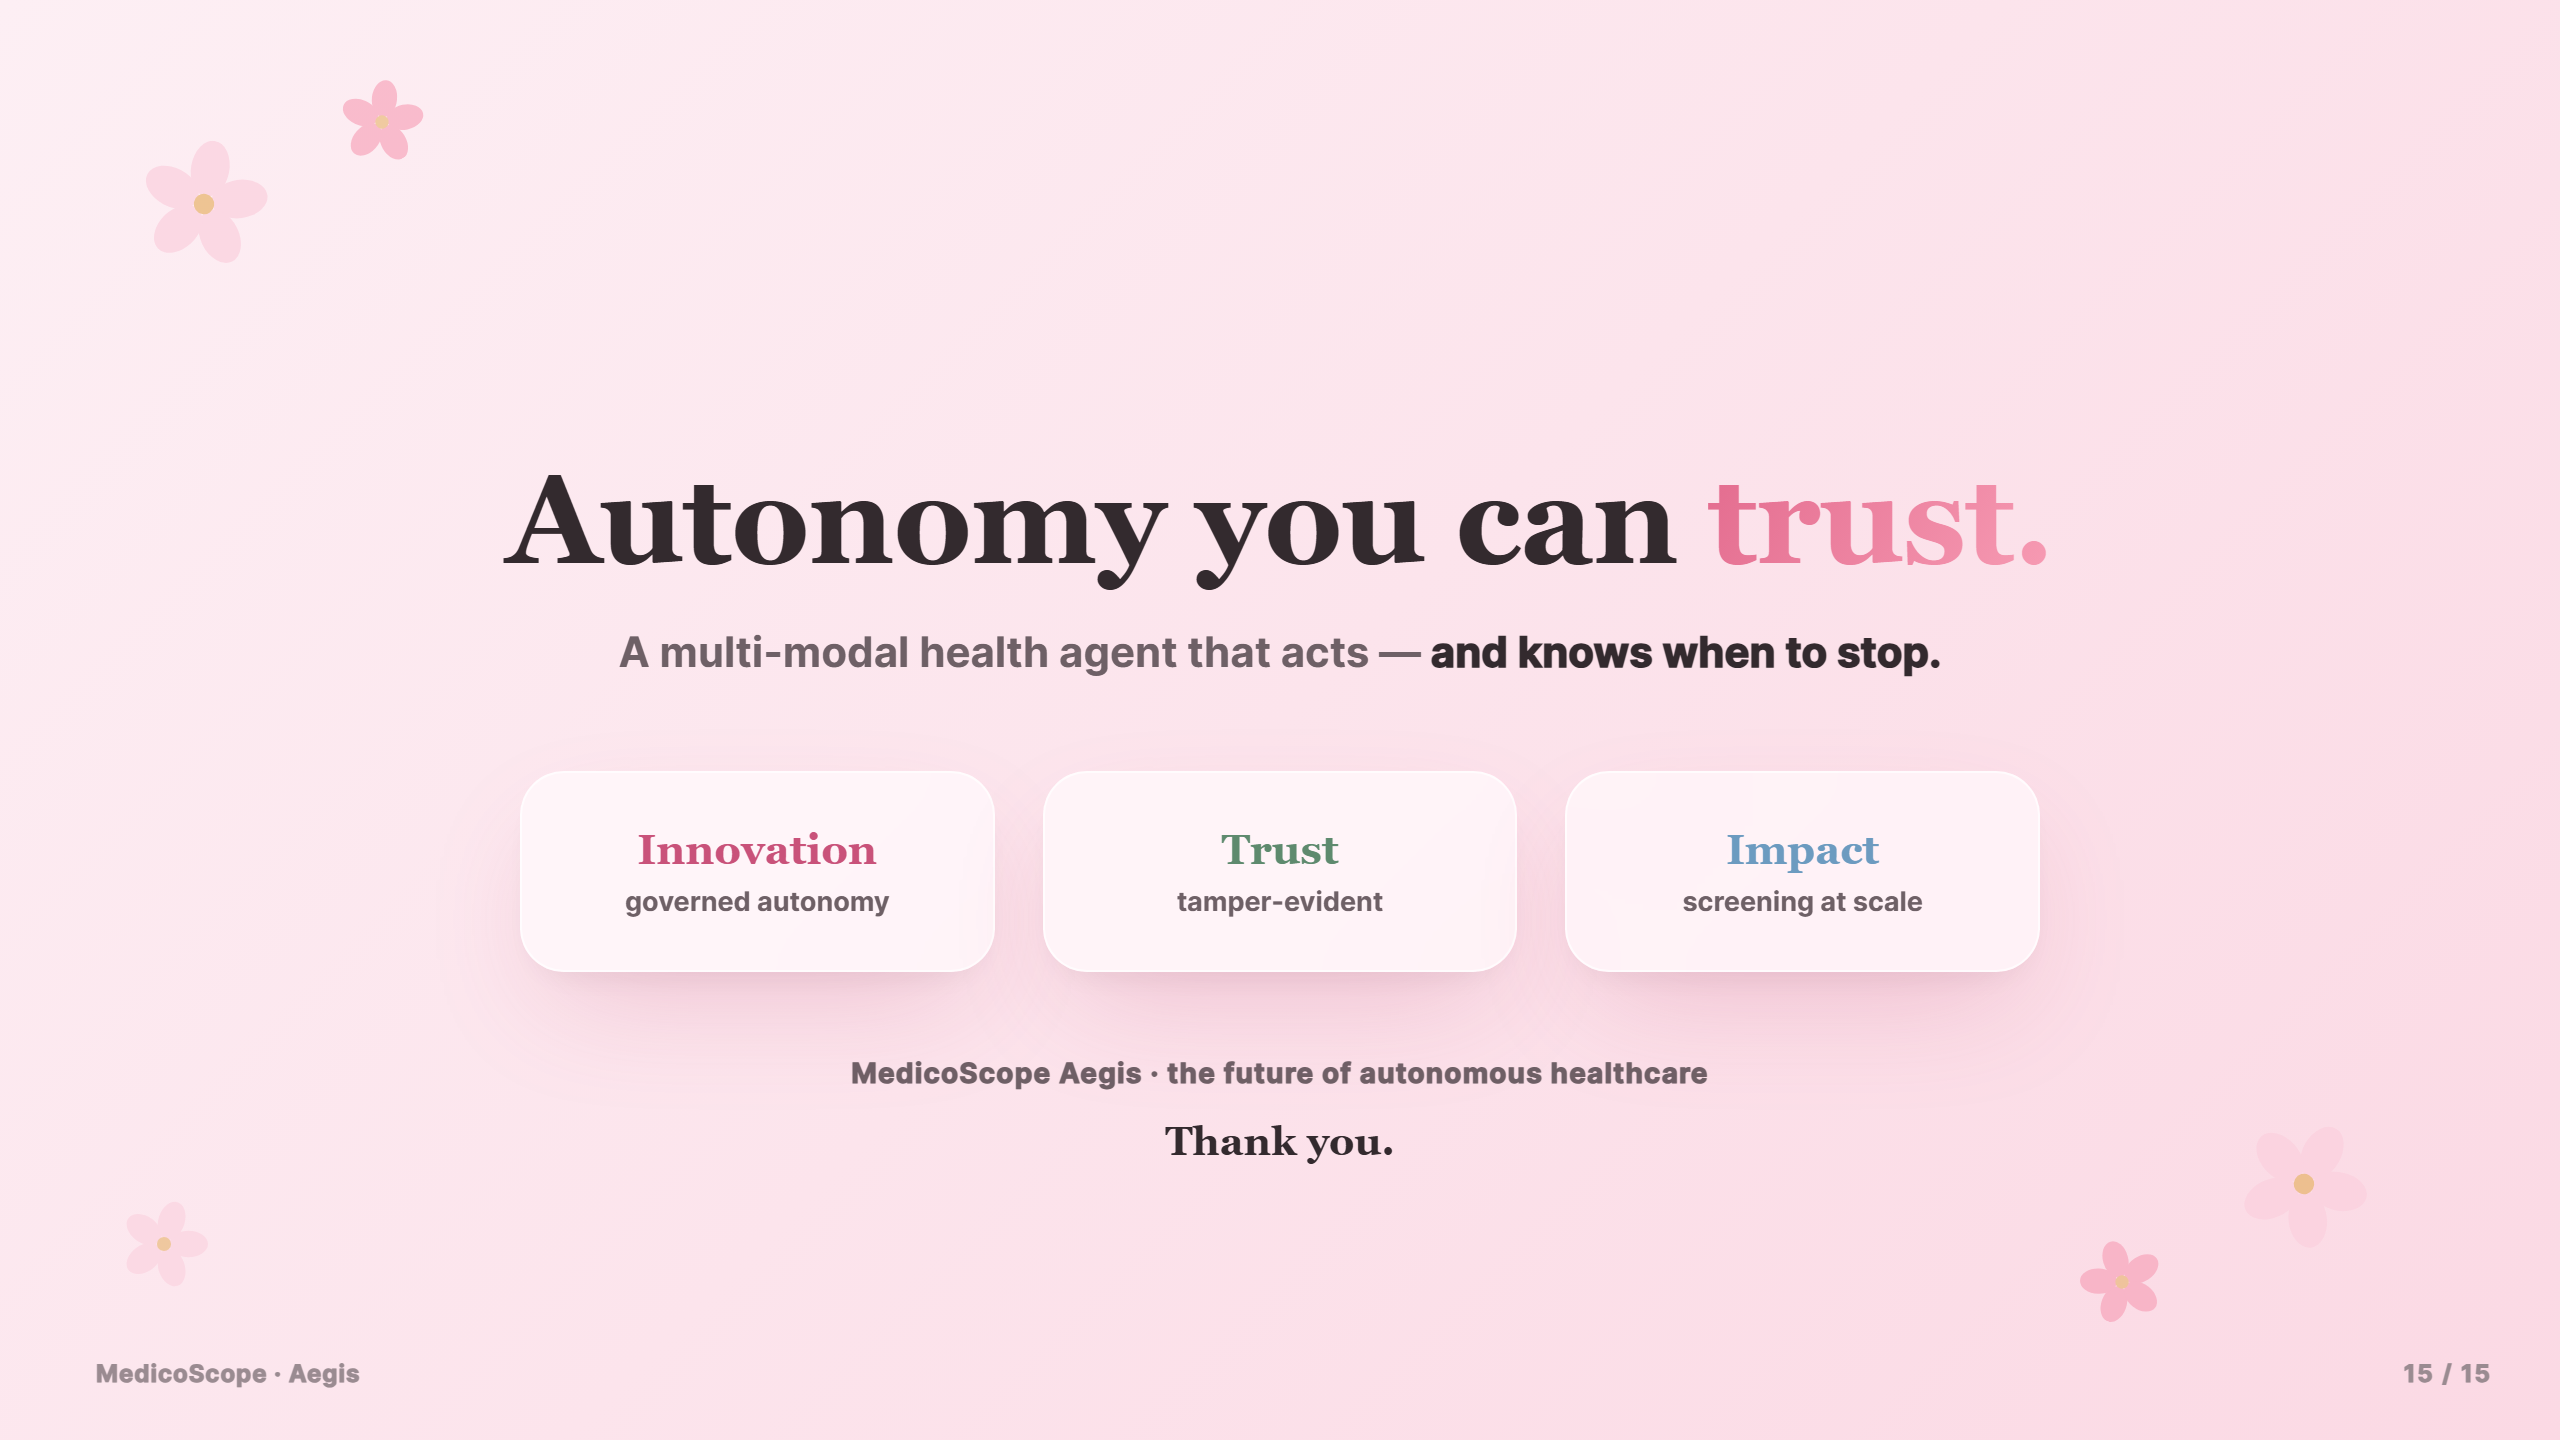 Autonomy you can trust.
A multi-modal health agent that acts — and knows when to stop.
Innovation
governed autonomy
Trust
tamper-evident
Impact
screening at scale
MedicoScope Aegis · the future of autonomous healthcare
Thank you.
MedicoScope · Aegis
15 / 15